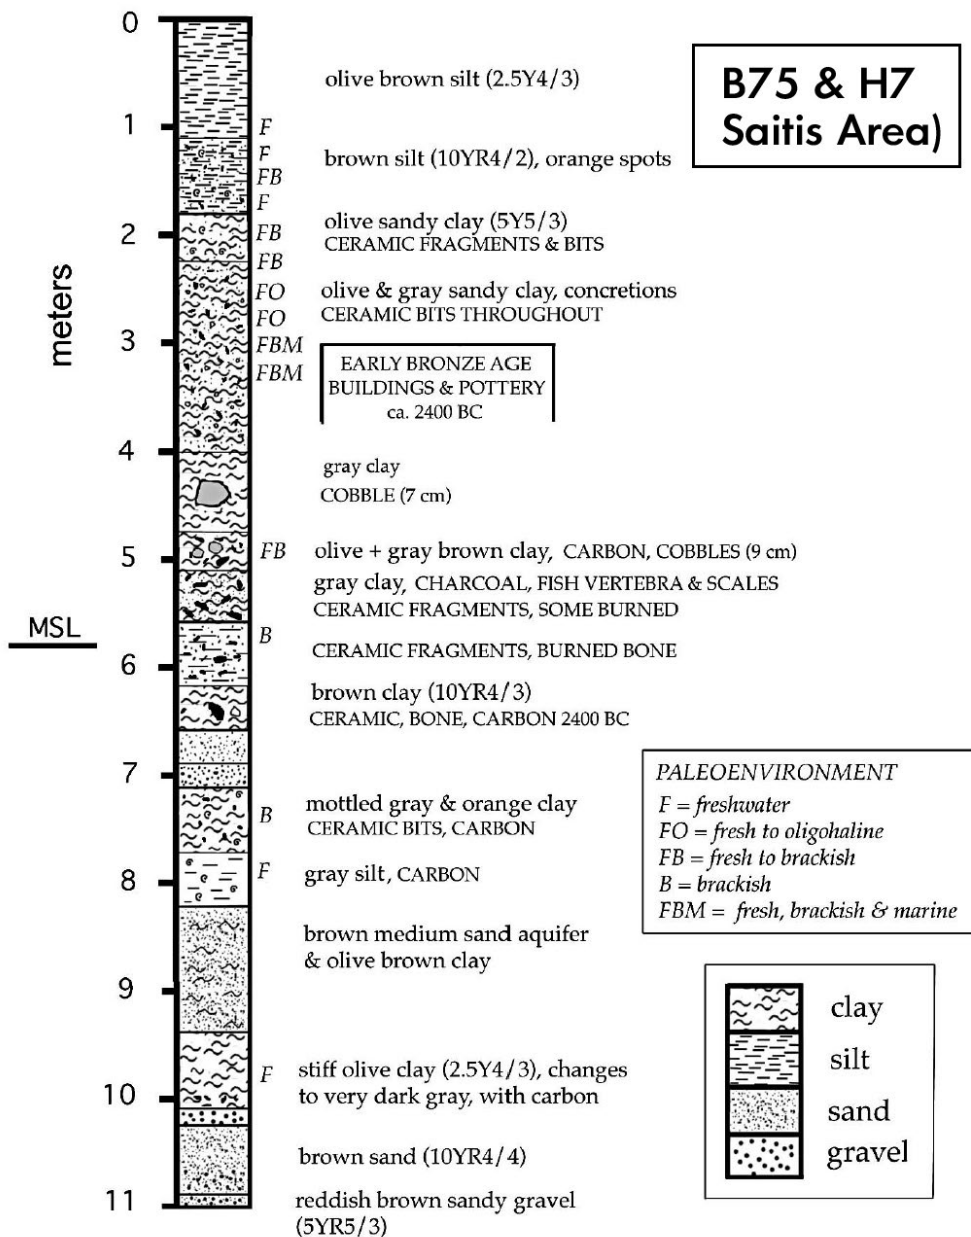 B75 & H7
Saitis Area)
meters
0
1
2
3
4
5
6
7
8
9
10
11
MSL
olive brown silt (2.5Y4/3)
F
F
brown silt (10YR4/2), orange spots
FB
F
olive sandy clay (5Y5/3)
FB
CERAMIC FRAGMENTS & BITS
FB
FO
olive & gray sandy clay, concretions
CERAMIC BITS THROUGHOUT
FO
FBM
EARLY BRONZE AGE
BUILDINGS & POTTERY
ca. 2400 BC
FBM
gray clay
COBBLE (7 cm)
FB
olive + gray brown clay, CARBON, COBBLES (9 cm)
gray clay, CHARCOAL, FISH VERTEBRA & SCALES
CERAMIC FRAGMENTS, SOME BURNED
B
CERAMIC FRAGMENTS, BURNED BONE
brown clay (10YR4/3)
CERAMIC, BONE, CARBON 2400 BC
mottled gray & orange clay
B
CERAMIC BITS, CARBON
F
gray silt, CARBON
brown medium sand aquifer
& olive brown clay
F
stiff olive clay (2.5Y4/3), changes
to very dark gray, with carbon
brown sand (10YR4/4)
reddish brown sandy gravel
(5YR5/3)
PALEOENVIRONMENT
F = freshwater
FO = fresh to oligohaline
FB = fresh to brackish
B = brackish
FBM = fresh, brackish & marine
clay
silt
sand
gravel